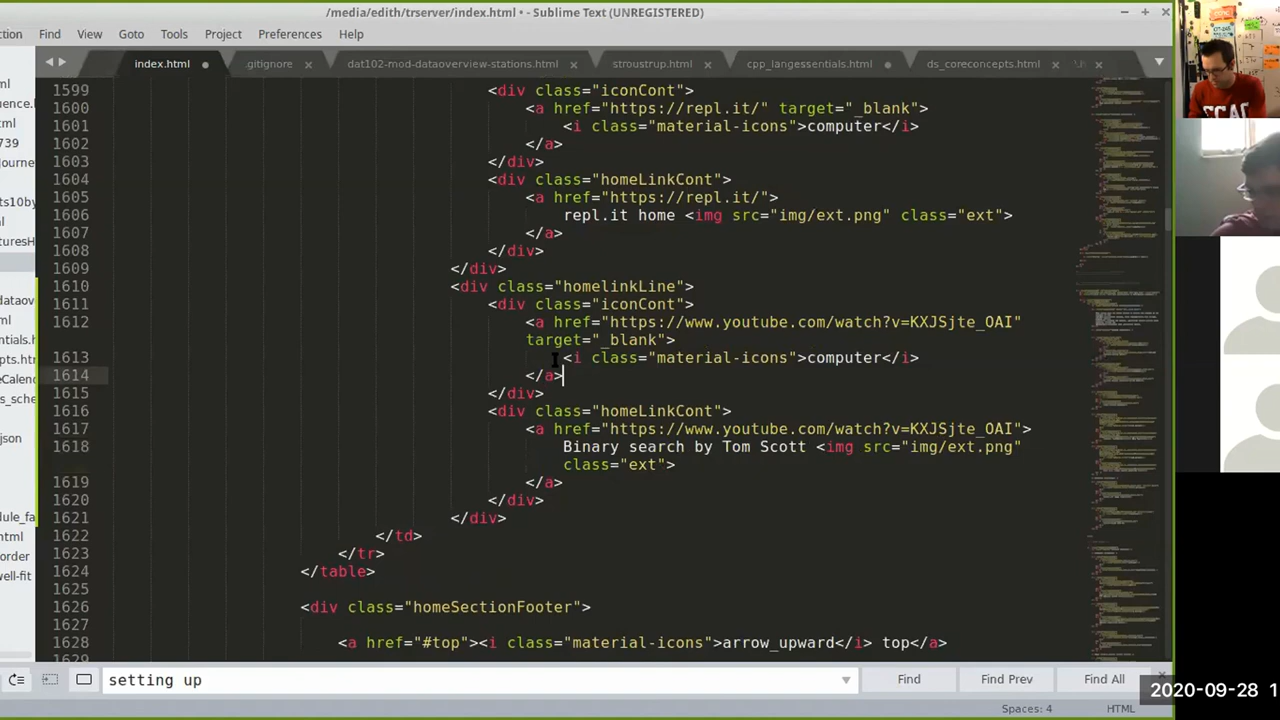 /media/edith/trserver/index.html • - Sublime Text (UNREGISTERED)
ction Find View Goto Tools Project Preferences Help
index.html .gitignore dat102-mod-dataoverview-stations.html stroustrup.html cpp_langessentials.html ds_coreconcepts.html
1599 <div class="iconCont">
1600 <a href="https://repl.it/" target="_blank">
1601 <i class="material-icons">computer</i>
1602 </a>
1603 </div>
1604 <div class="homeLinkCont">
1605 <a href="https://repl.it/">
1606 repl.it home <img src="img/ext.png" class="ext">
1607 </a>
1608 </div>
1609 </div>
1610 <div class="homelinkLine">
1611 <div class="iconCont">
1612 <a href="https://www.youtube.com/watch?v=KXJSjte_OAI"
target="_blank">
1613 <i class="material-icons">computer</i>
1614 </a>
1615 </div>
1616 <div class="homeLinkCont">
1617 <a href="https://www.youtube.com/watch?v=KXJSjte_OAI">
1618 Binary search by Tom Scott <img src="img/ext.png"
class="ext">
1619 </a>
1620 </div>
1621 </div>
1622 </td>
1623 </tr>
1624 </table>
1625
1626 <div class="homeSectionFooter">
1627
1628 <a href="#top"><i class="material-icons">arrow_upward</i> top</a>
1629
setting up Find Find Prev Find All
Spaces: 4 HTML
2020-09-28 1